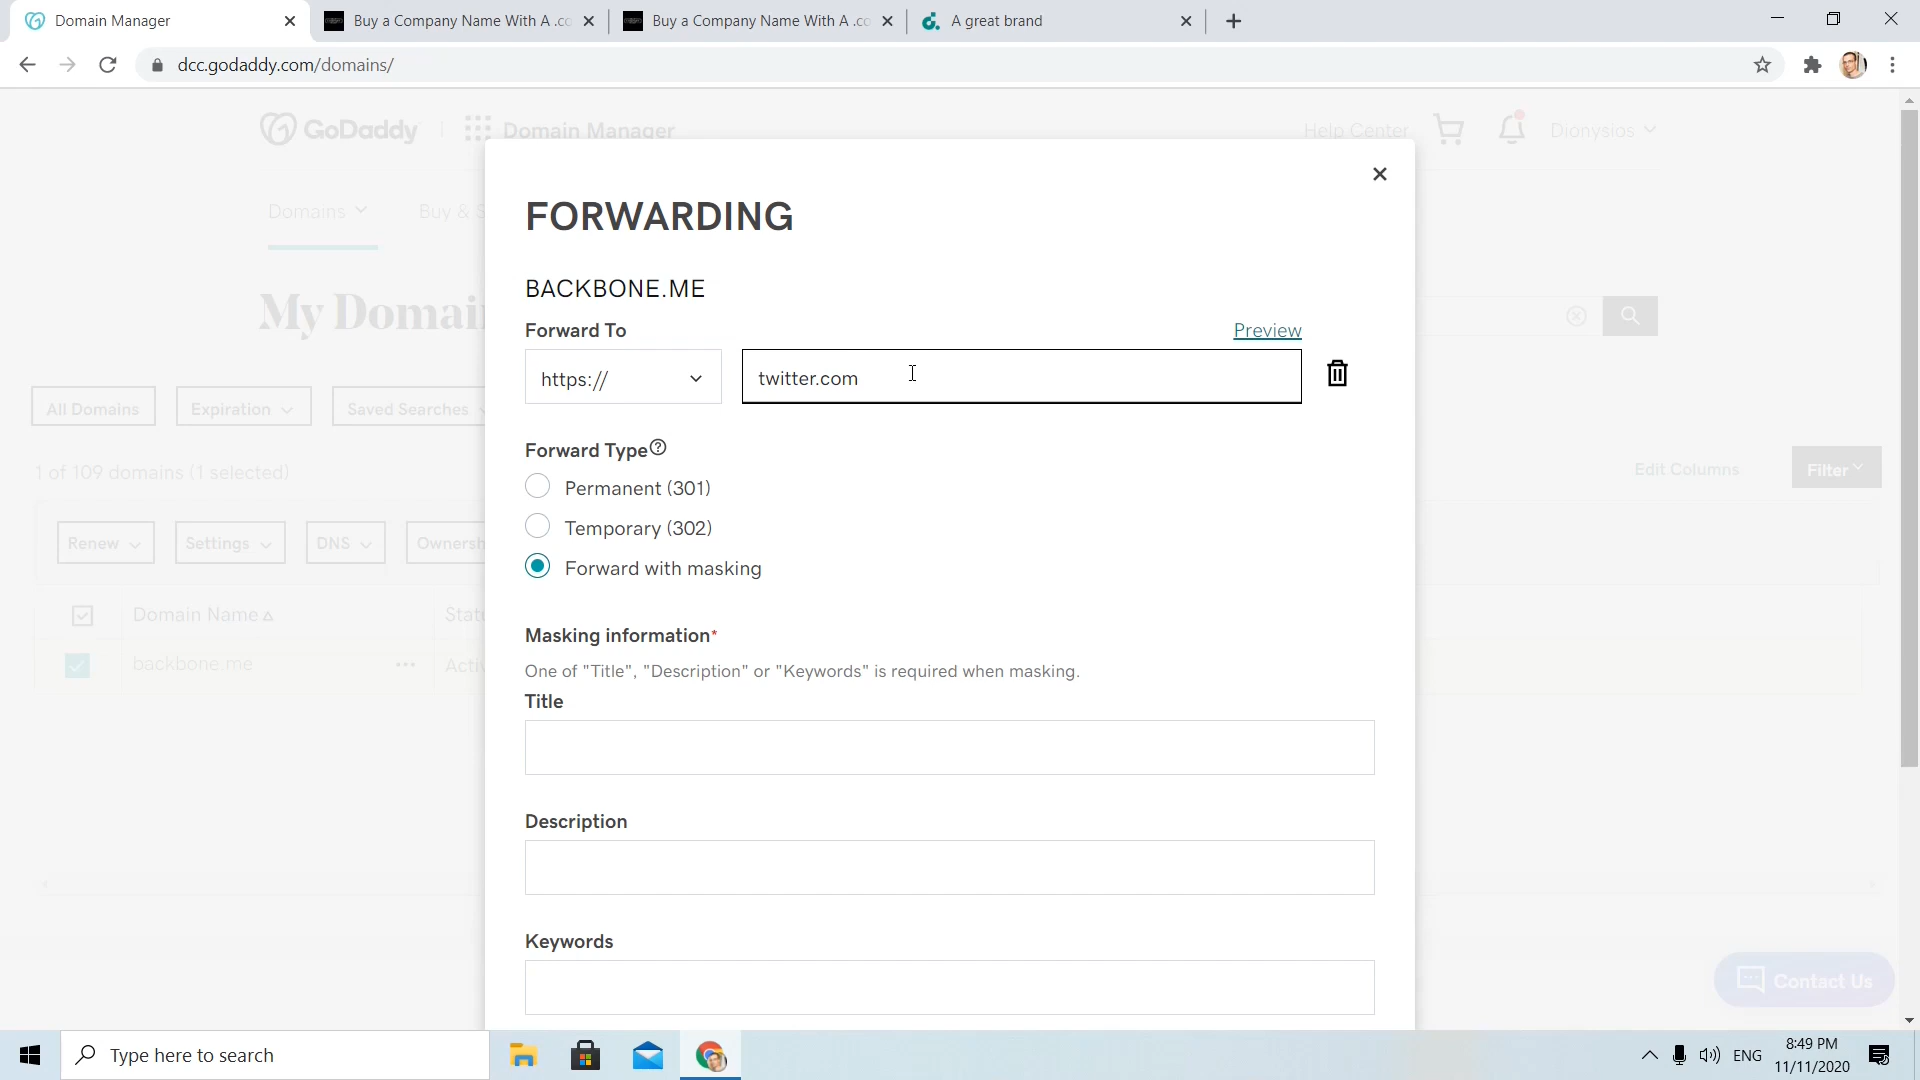 Domain Manager
Buy a Company Name With A .co
Buy a Company Name With A .co
A great brand
dcc.godaddy.com/domains/
GoDaddy
Domain Manager
Help Center
Dionysios
Domains
Buy & S
My Domai
FORWARDING
BACKBONE.ME
Forward To
Preview
https://
twitter.com
All Domains
Expiration
Saved Searches
Forward Type
1 of 109 domains (1 selected)
Edit Columns
Filter
Permanent (301)
Temporary (302)
Renew
Settings
DNS
Ownersh
Forward with masking
Domain Name
State
Masking information*
backbone.me
Activ
One of "Title", "Description" or "Keywords" is required when masking.
Title
Description
Keywords
Contact Us
Type here to search
ENG
8:49 PM
11/11/2020